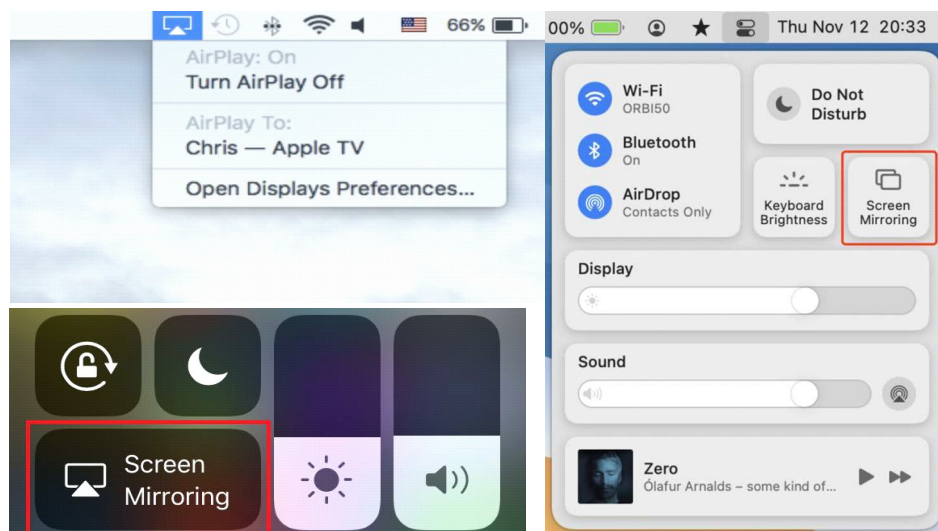 66%
AirPlay: On
Turn AirPlay Off
AirPlay To:
Chris — Apple TV
Open Displays Preferences...
Screen
Mirroring
00% Thu Nov 12 20:33
Wi-Fi
ORBI50
Bluetooth
On
AirDrop
Contacts Only
Do Not
Disturb
Keyboard
Brightness
Screen
Mirroring
Display
Sound
Zero
Ólafur Arnalds – some kind of...